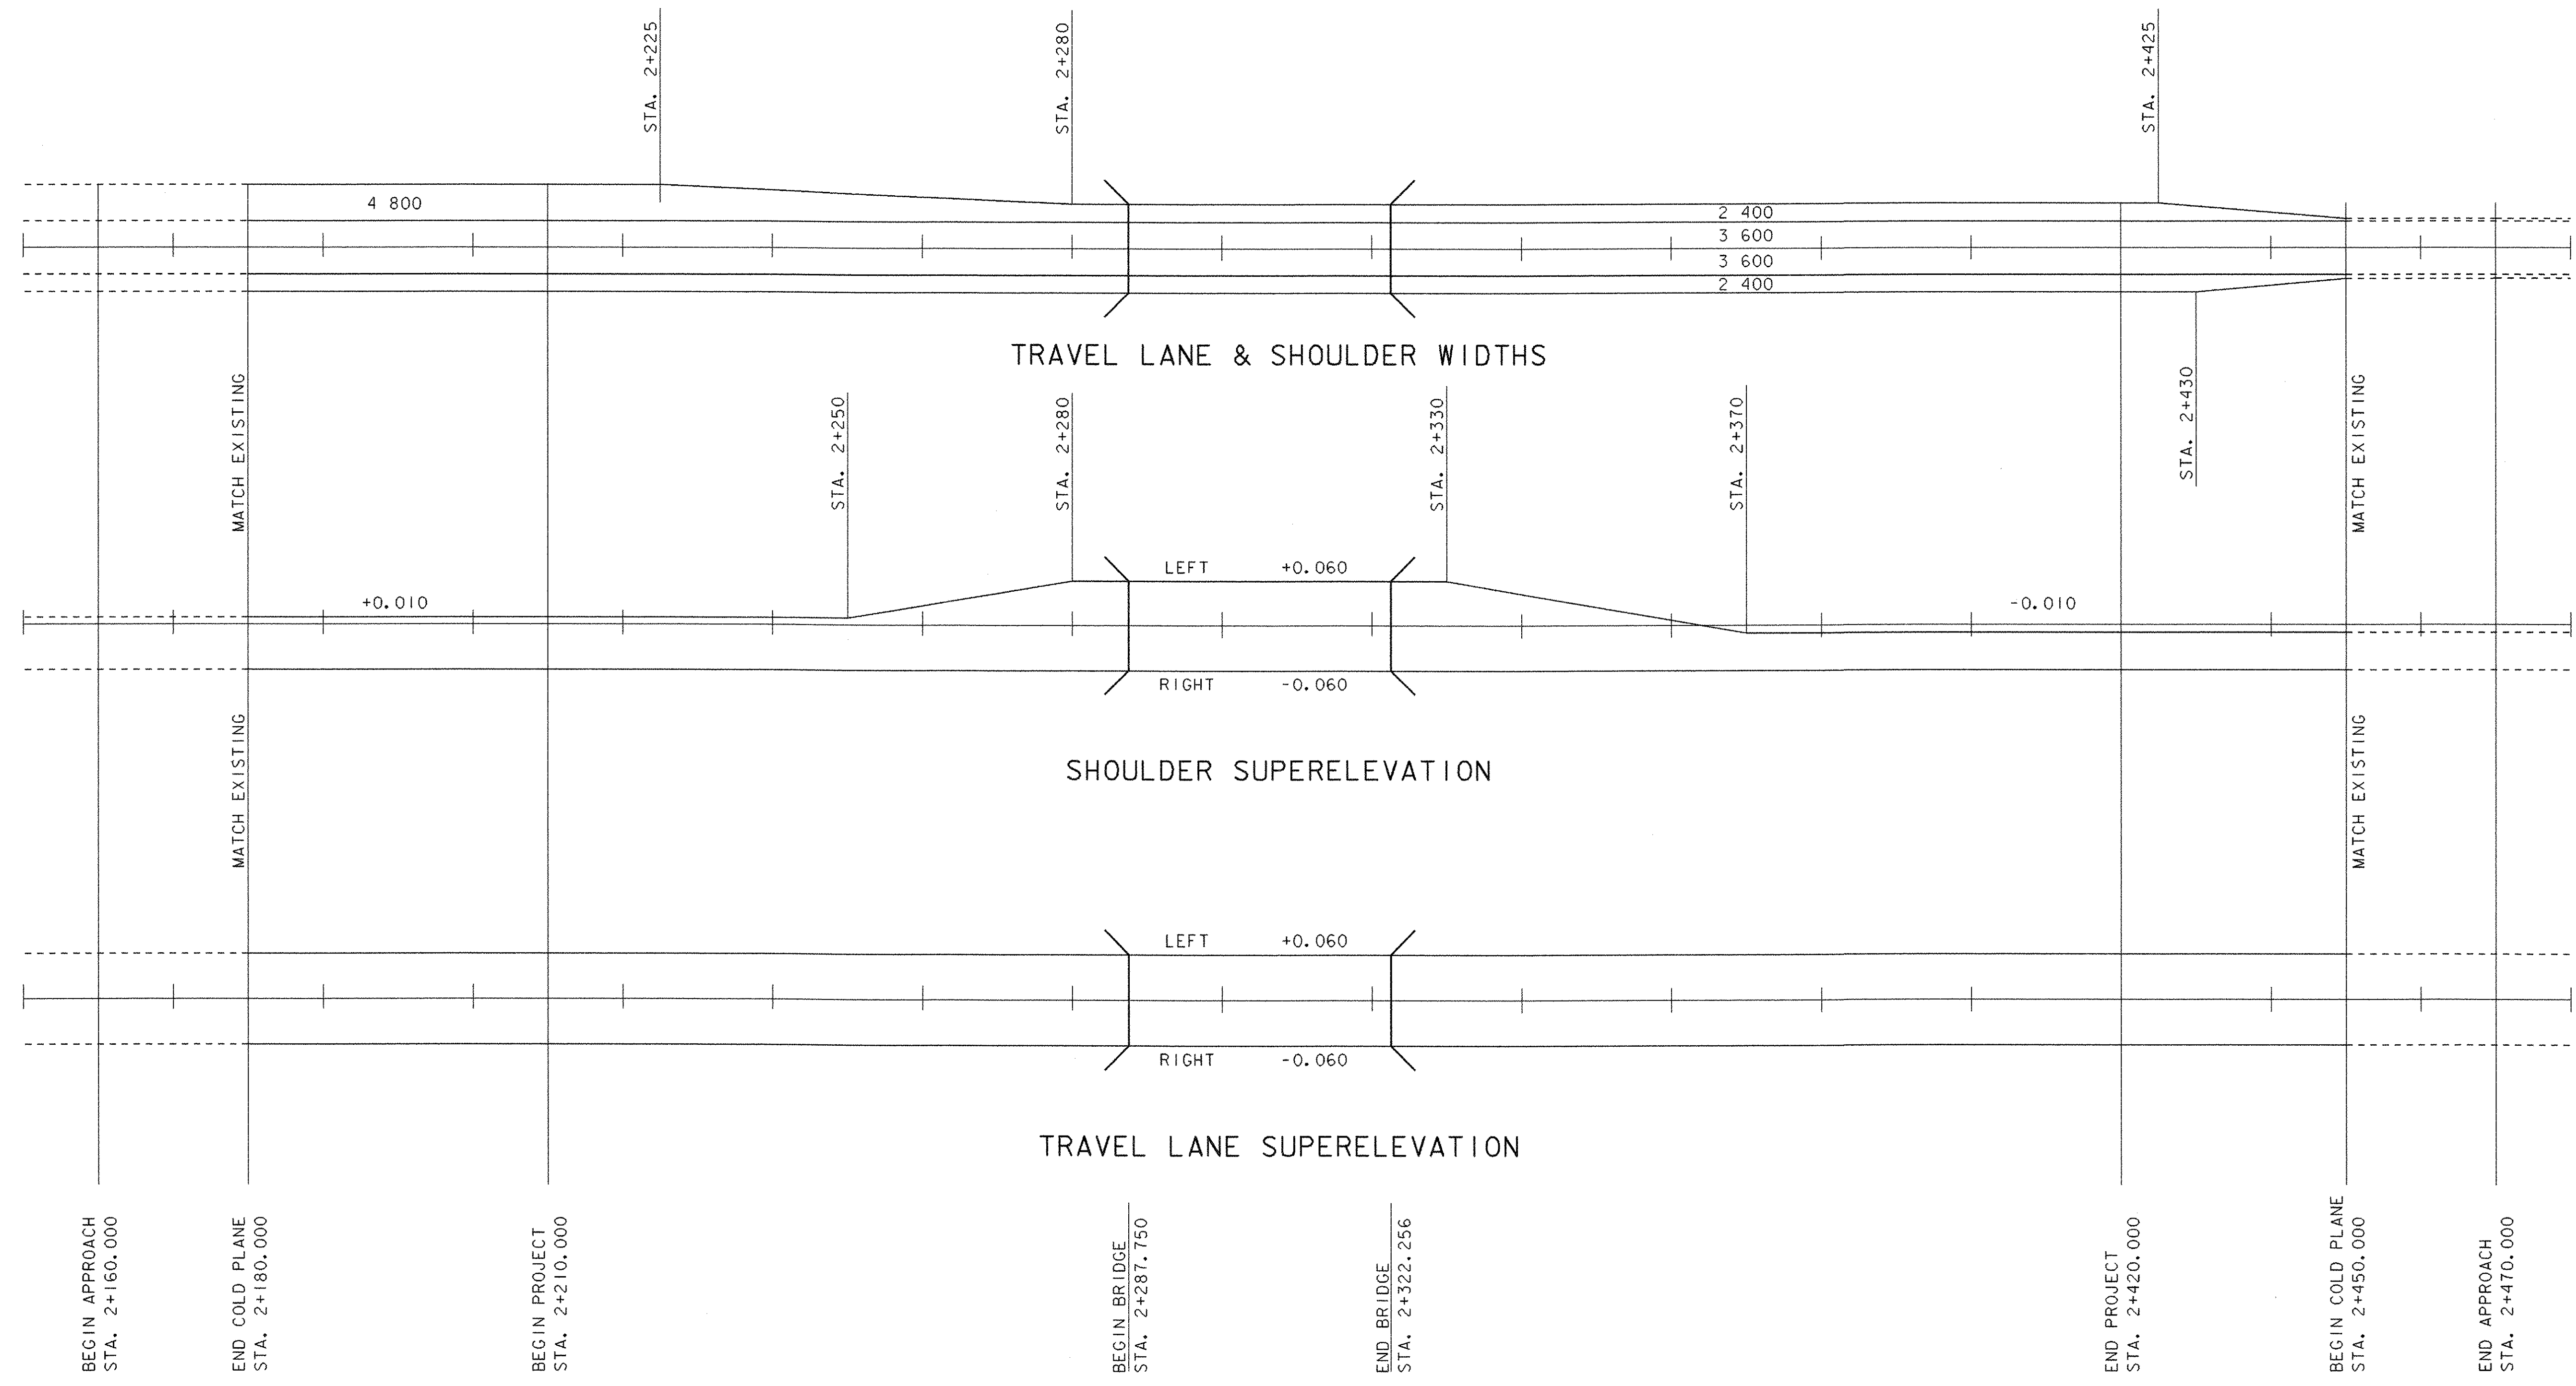 STA. 2+225
STA. 2+280
STA. 2+425
4 800
2 400
3 600
3 600
2 400
TRAVEL LANE & SHOULDER WIDTHS
MATCH EXISTING
STA. 2+250
STA. 2+280
STA. 2+330
STA. 2+370
STA. 2+430
MATCH EXISTING
LEFT +0.060
+0.010
-0.010
RIGHT -0.060
SHOULDER SUPERELEVATION
MATCH EXISTING
MATCH EXISTING
LEFT +0.060
RIGHT -0.060
TRAVEL LANE SUPERELEVATION
BEGIN APPROACH
STA. 2+160.000
END COLD PLANE
STA. 2+180.000
BEGIN PROJECT
STA. 2+210.000
BEGIN BRIDGE
STA. 2+287.750
END BRIDGE
STA. 2+322.256
END PROJECT
STA. 2+420.000
BEGIN COLD PLANE
STA. 2+450.000
END APPROACH
STA. 2+470.000